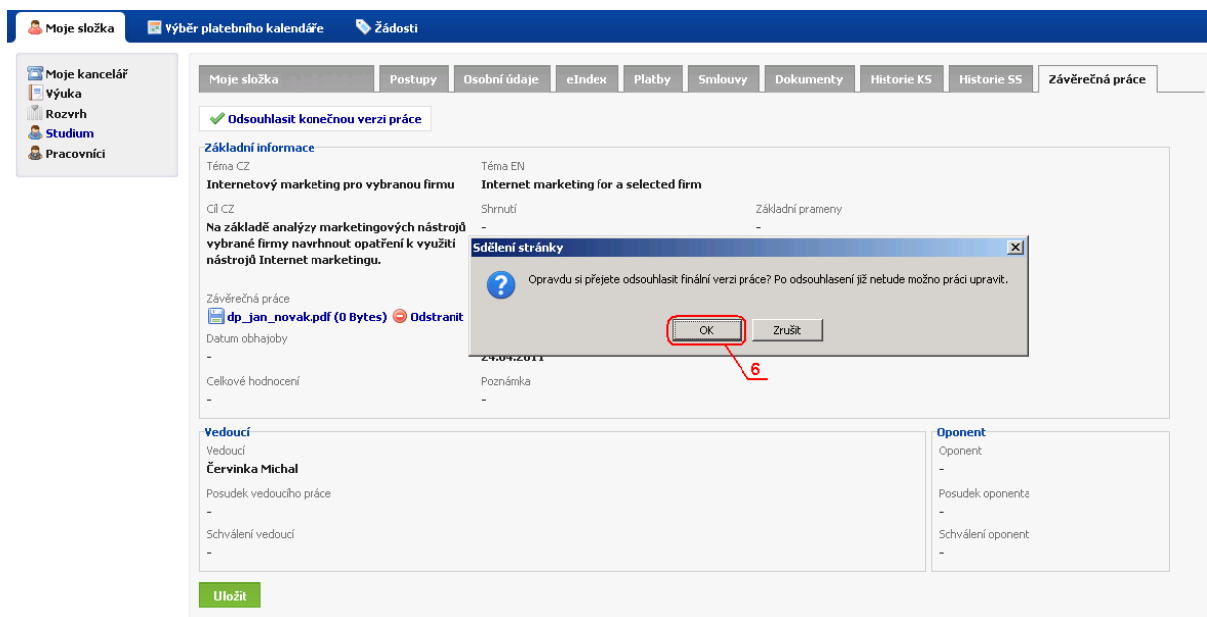 Moje složka Výběr platebního kalendáře Žádosti
Moje kancelář
Výuka
Rozvrh
Studium
Pracovníci
Moje složka Postupy Osobní údaje eIndex Platby Smlouvy Dokumenty Historie KS Historie SS Závěrečná práce
Odsouhlasit konečnou verzi práce
Základní informace
Téma CZ Téma EN
Internetový marketing pro vybranou firmu Internet marketing for a selected firm
Cíl CZ Shrnutí Základní prameny
Na základě analýzy marketingových nástrojů - -
vybrané firmy navrhnout opatření k využití
nástrojů Internet marketingu.
Sdělení stránky
Opravdu si přejete odsouhlasit finální verzi práce? Po odsouhlasení již nebude možno práci upravit.
OK Zrušit
6
Závěrečná práce
dp_jan_novak.pdf (0 Bytes) Odstranit
Datum obhajoby
- 24.04.2011
Celkové hodnocení Poznámka
- -
Vedoucí Oponent
Vedoucí Oponent
Červinka Michal -
Posudek vedoucího práce Posudek oponenta
- -
Schválení vedoucí Schválení oponent
- -
Uložit